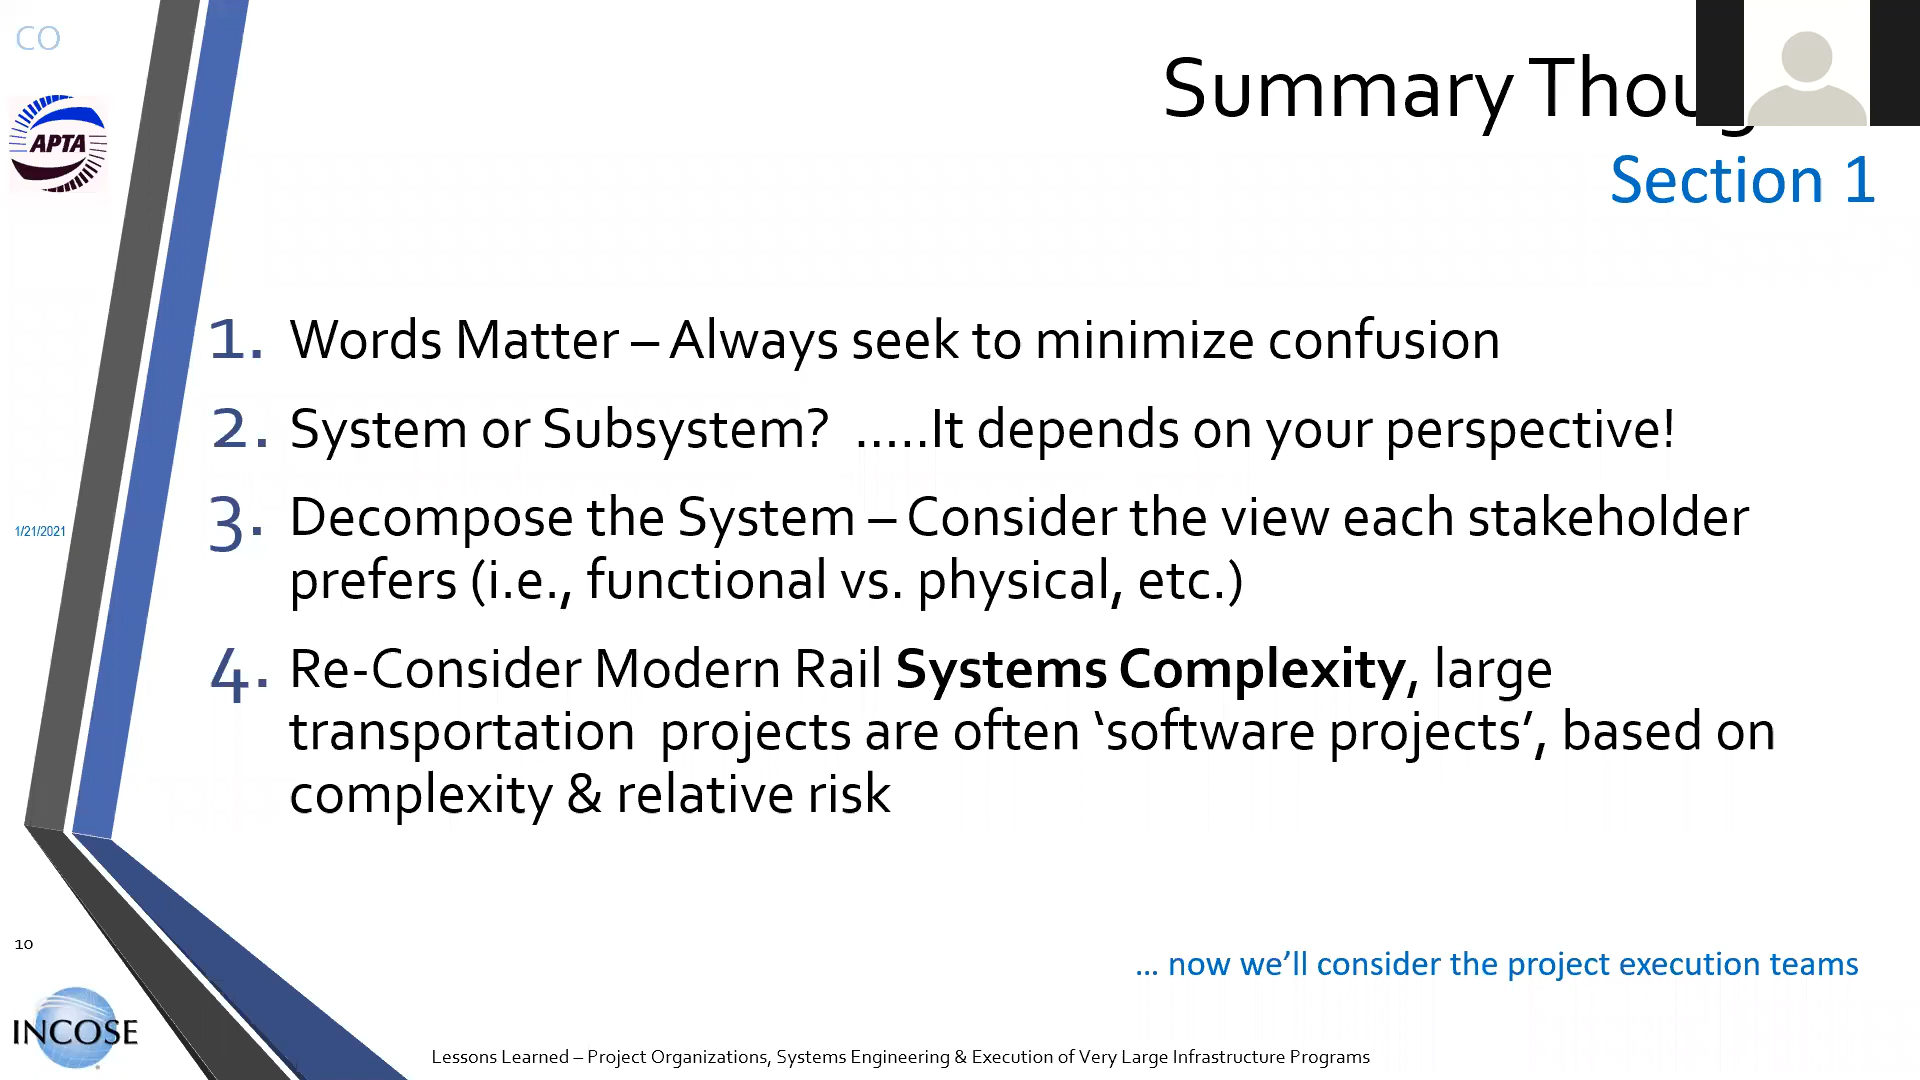 CO
APTA
Summary Thou
Section 1
1. Words Matter – Always seek to minimize confusion
2. System or Subsystem?  .....It depends on your perspective!
3. Decompose the System – Consider the view each stakeholder
prefers (i.e., functional vs. physical, etc.)
1/21/2021
4. Re-Consider Modern Rail Systems Complexity, large
transportation  projects are often ‘software projects’, based on
complexity & relative risk
10
... now we’ll consider the project execution teams
INCOSE
Lessons Learned – Project Organizations, Systems Engineering & Execution of Very Large Infrastructure Programs